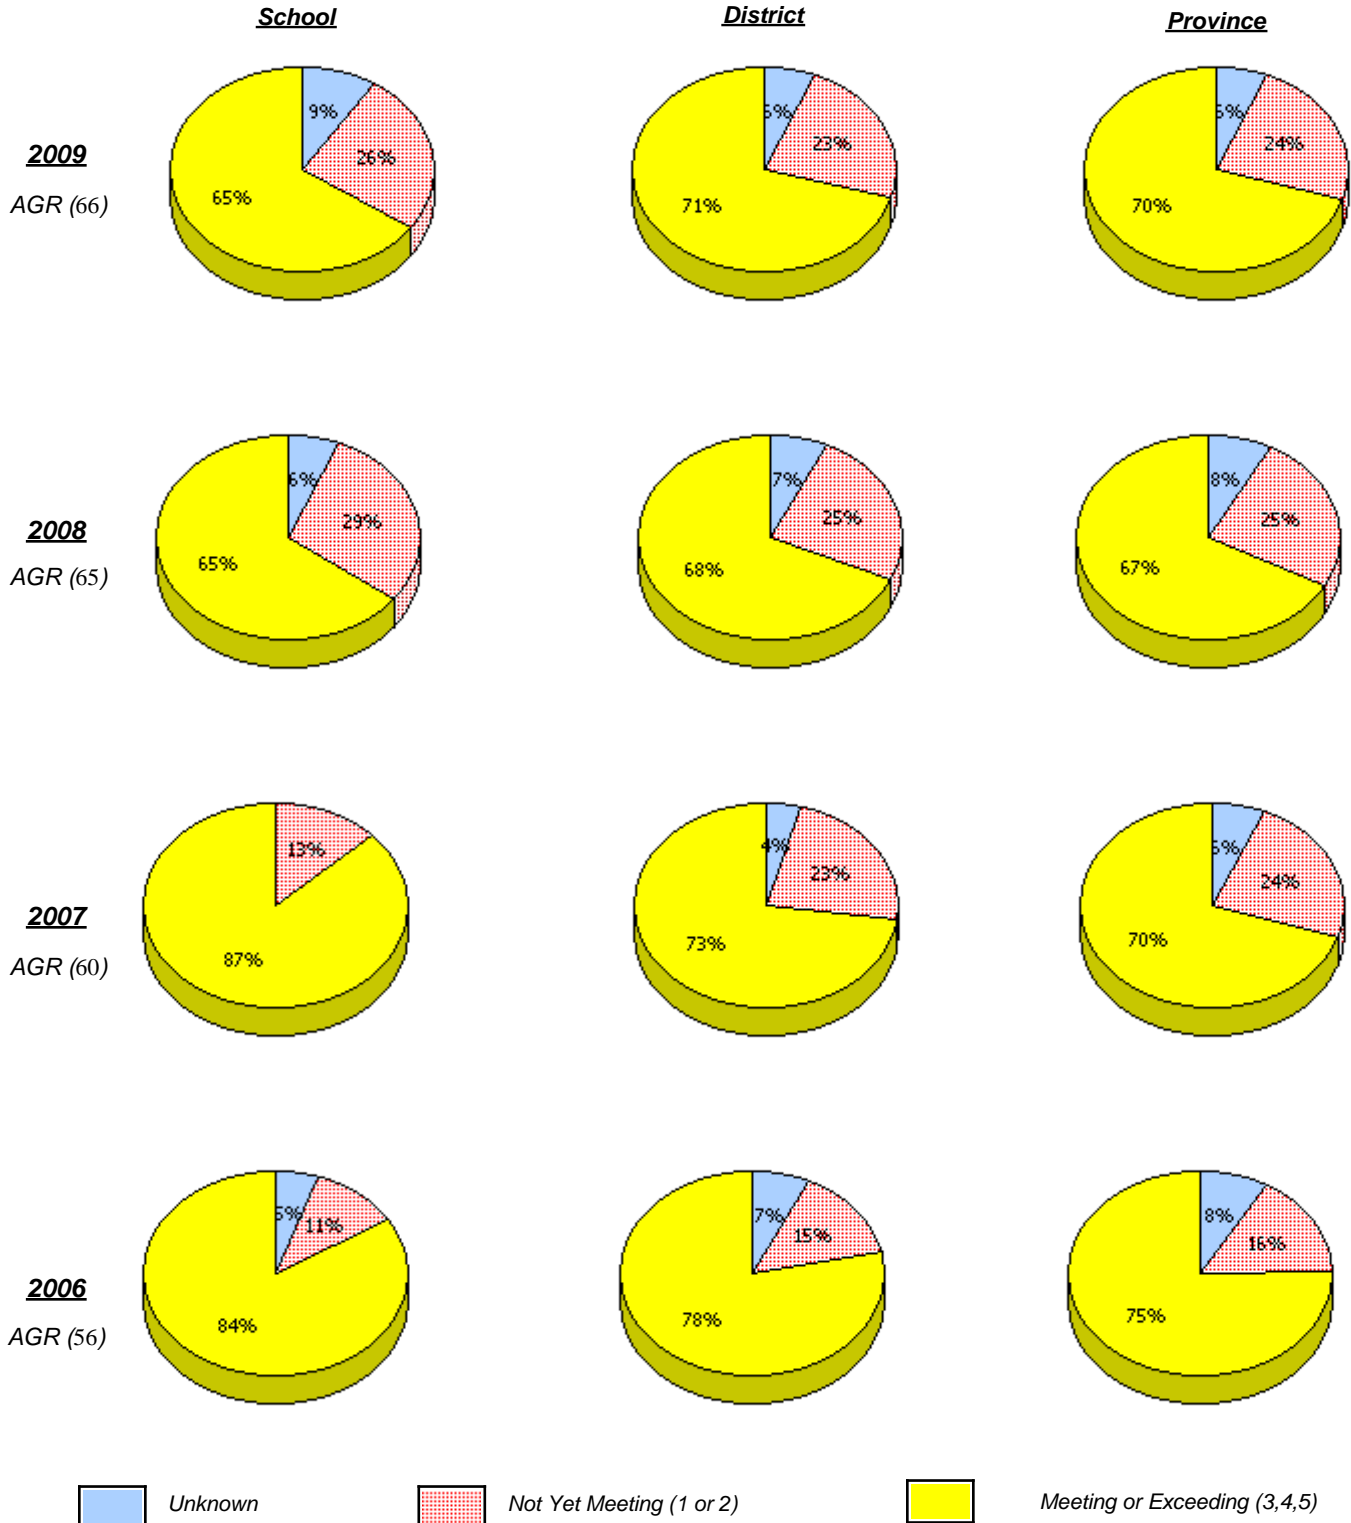 School District Province
9% 6% 6%
26% 23% 24%
2009
65% 71% 70%
AGR (66)
6% 7% 8%
29% 25% 25%
2008
65% 68% 67%
AGR (65)
13% 4% 6%
23% 24%
2007
87% 73% 70%
AGR (60)
5% 7% 8%
11% 15% 16%
2006
84% 78% 75%
AGR (56)
Unknown Not Yet Meeting (1 or 2) Meeting or Exceeding (3,4,5)